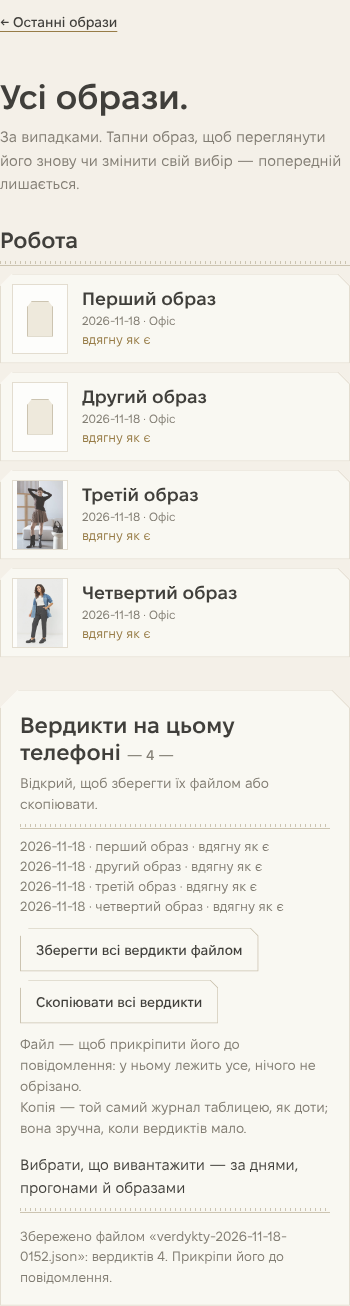 ← Останні образи
Усі образи.
За випадками. Тапни образ, щоб переглянути
його знову чи змінити свій вибір — попередній
лишається.
Робота
Перший образ
2026-11-18 · Офіс
вдягну як є
Другий образ
2026-11-18 · Офіс
вдягну як є
Третій образ
2026-11-18 · Офіс
вдягну як є
Четвертий образ
2026-11-18 · Офіс
вдягну як є
Вердикти на цьому
телефоні — 4 —
Відкрий, щоб зберегти їх файлом або
скопіювати.
2026-11-18 · перший образ · вдягну як є
2026-11-18 · другий образ · вдягну як є
2026-11-18 · третій образ · вдягну як є
2026-11-18 · четвертий образ · вдягну як є
Зберегти всі вердикти файлом
Скопіювати всі вердикти
Файл — щоб прикріпити його до
повідомлення: у ньому лежить усе, нічого не
обрізано.
Копія — той самий журнал таблицею, як доти;
вона зручна, коли вердиктів мало.
Вибрати, що вивантажити — за днями,
прогонами й образами
Збережено файлом «verdykty-2026-11-18-
0152.json»: вердиктів 4. Прикріпи його до
повідомлення.